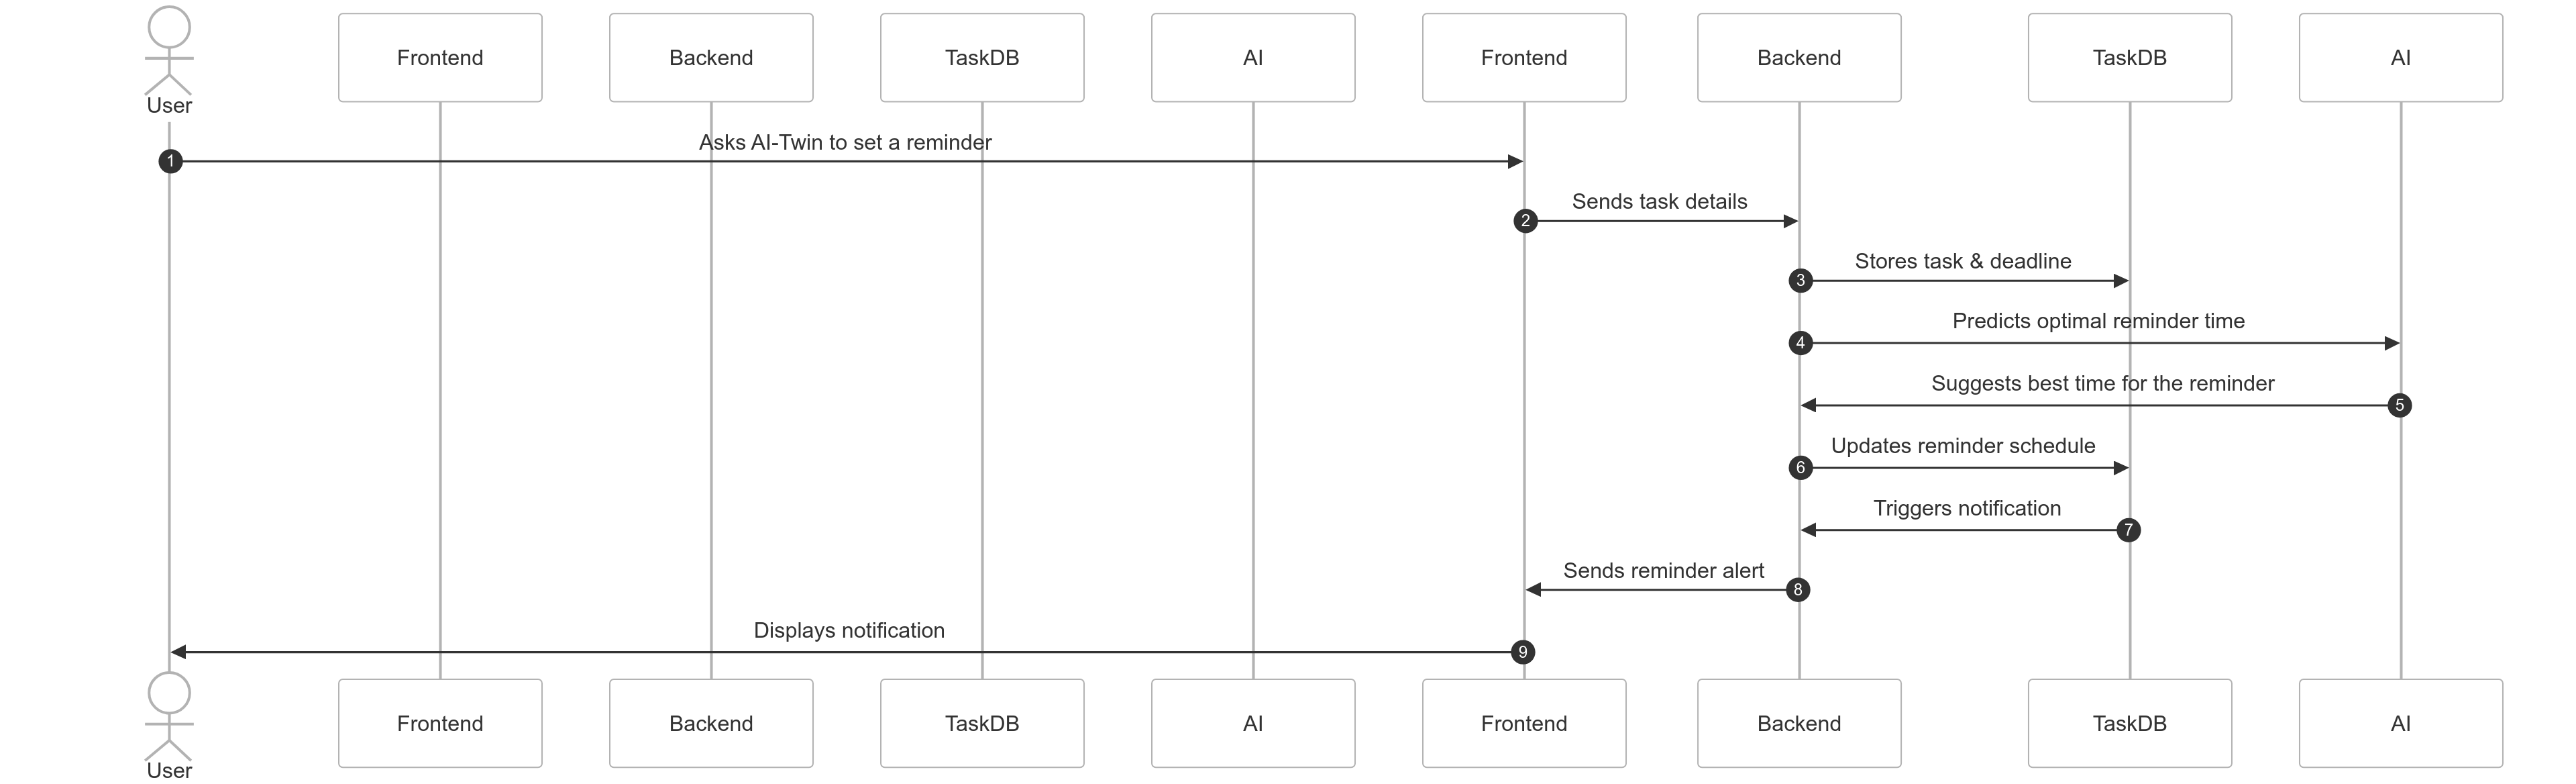 User
Frontend
Backend
TaskDB
AI
Frontend
Backend
TaskDB
AI
Asks AI-Twin to set a reminder
1
Sends task details
2
Stores task & deadline
3
Predicts optimal reminder time
4
Suggests best time for the reminder
5
Updates reminder schedule
6
Triggers notification
7
Sends reminder alert
8
Displays notification
9
Frontend
Backend
TaskDB
AI
Frontend
Backend
TaskDB
AI
User